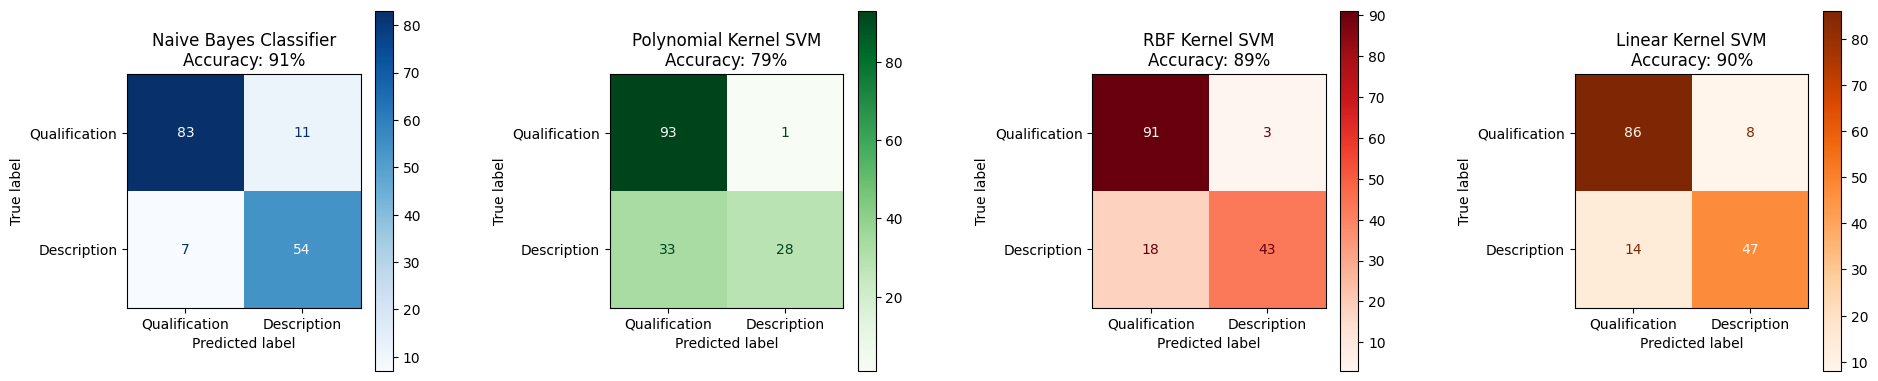 Naive Bayes Classifier
Accuracy: 91%
True label
Qualification
Description
83
11
7
54
Qualification
Description
Predicted label
80
70
60
50
40
30
20
10
Polynomial Kernel SVM
Accuracy: 79%
True label
Qualification
Description
93
1
33
28
Qualification
Description
Predicted label
80
60
40
20
RBF Kernel SVM
Accuracy: 89%
True label
Qualification
Description
91
3
18
43
Qualification
Description
Predicted label
90
80
70
60
50
40
30
20
10
Linear Kernel SVM
Accuracy: 90%
True label
Qualification
Description
86
8
14
47
Qualification
Description
Predicted label
80
70
60
50
40
30
20
10